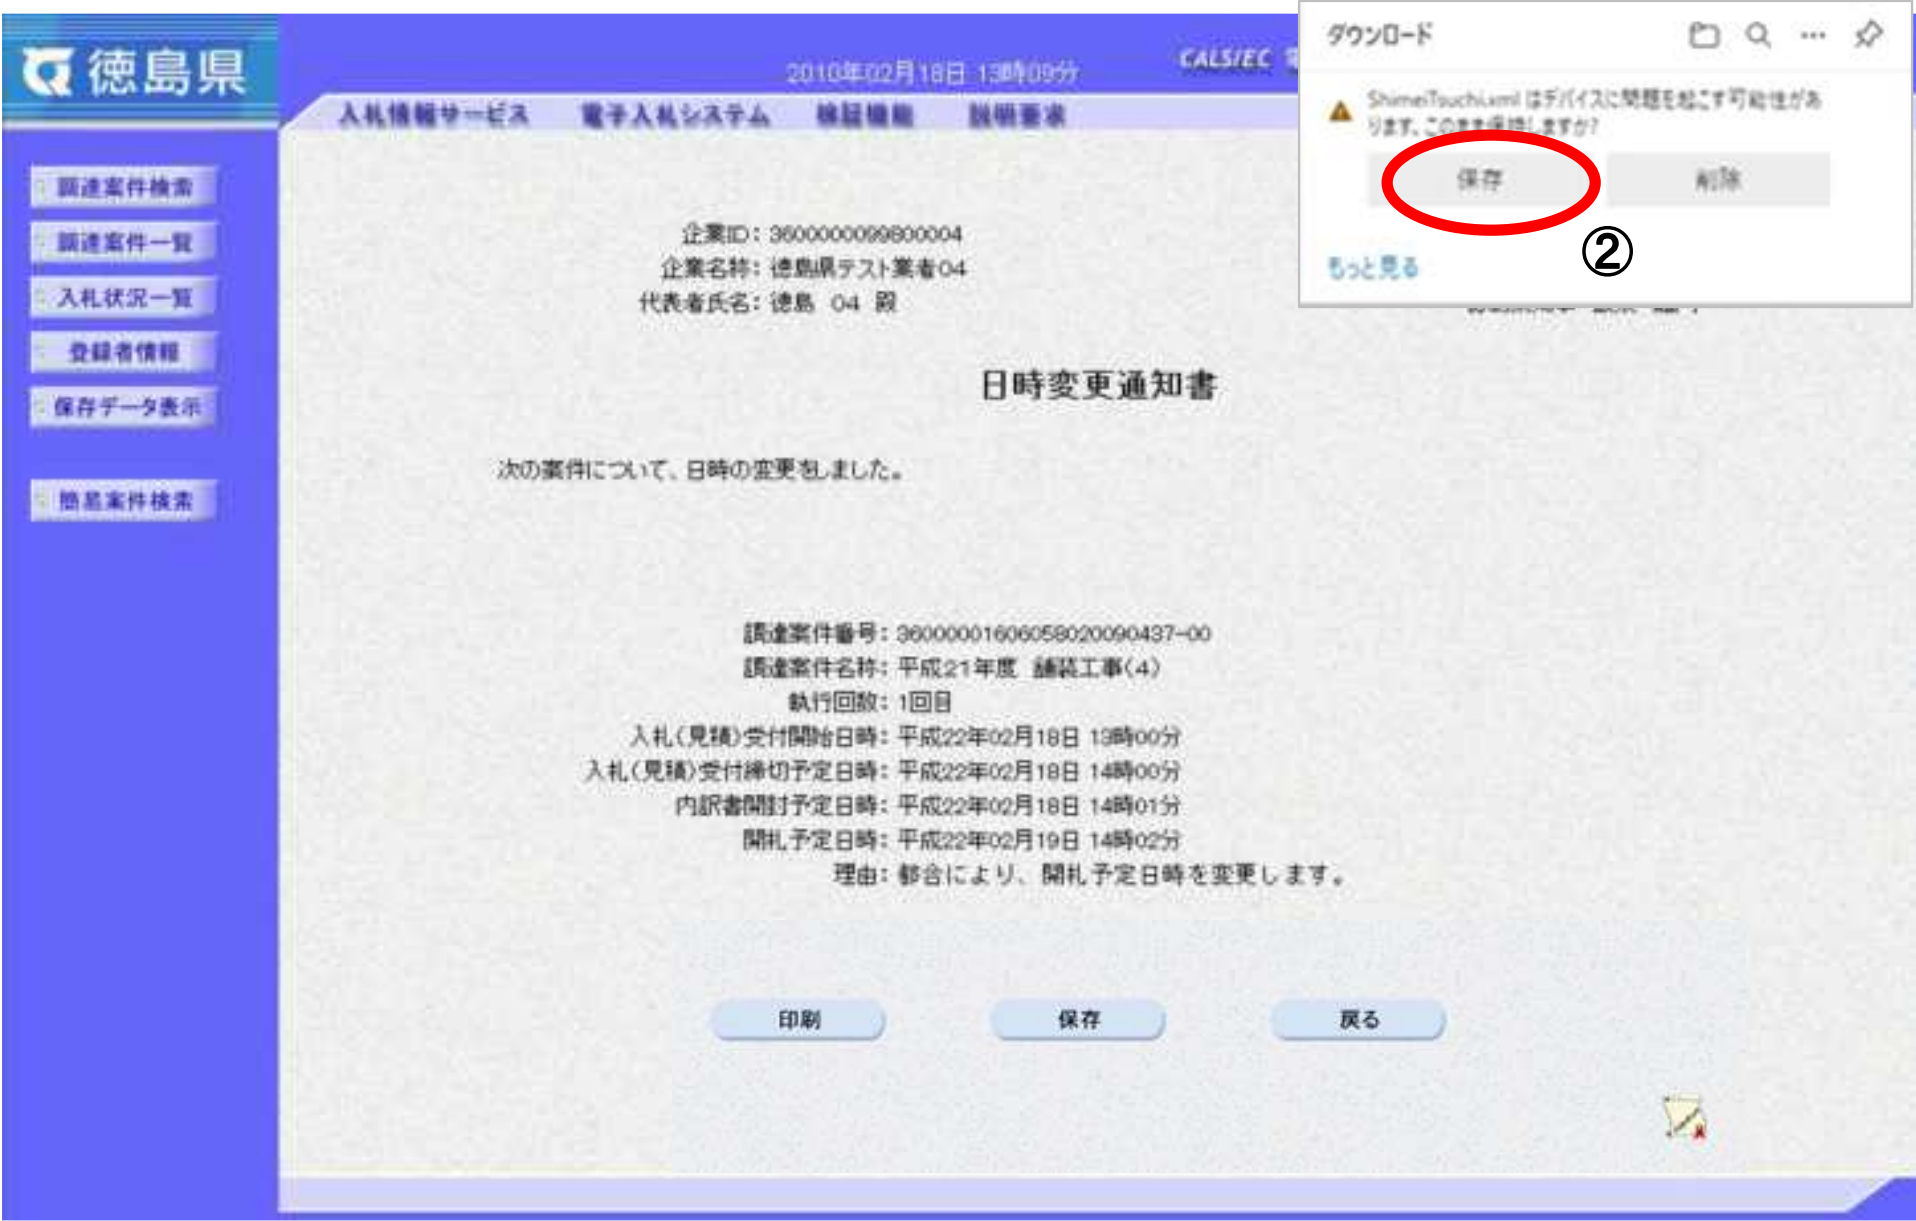 徳島県
2010年02月18日 13時09分
CALS/EC
入札情報サービス 電子入札システム 検証機能 説明要求
調達案件検索
調達案件一覧
入札状況一覧
登録者情報
保存データ表示
簡易案件検索
ダウンロード
ShimeiTouchi.xml はデバイスに問題を起こす可能性があ
ります。このまま保持しますか?
保存 削除
②
もっと見る
企業ID: 3600000099800004
企業名称: 徳島県テスト業者04
代表者氏名: 徳島 04 殿
日時変更通知書
次の案件について、日時の変更をしました。
調達案件番号: 3600000160605802009​0437-00
調達案件名称: 平成21年度 舗装工事(4)
執行回数: 1回目
入札(見積)受付開始日時: 平成22年02月18日 13時00分
入札(見積)受付締切予定日時: 平成22年02月18日 14時00分
内訳書開封予定日時: 平成22年02月18日 14時01分
開札予定日時: 平成22年02月19日 14時02分
理由: 都合により、開札予定日時を変更します。
印刷 保存 戻る